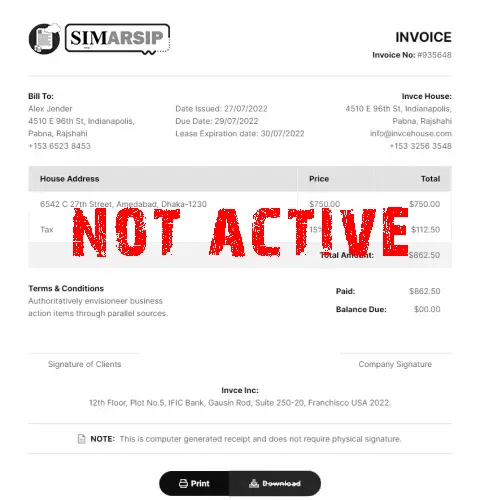 SIMARSIP
INVOICE
Invoice No: #935648
Bill To:
Alex Jender
4510 E 96th St, Indianapolis,
Pabna, Rajshahi
+153 6523 8453
Date Issued: 27/07/2022
Due Date: 29/07/2022
Lease Expiration date: 30/07/2022
Invce House:
4510 E 96th St, Indianapolis,
Pabna, Rajshahi
info@invcehouse.com
+153 3256 3548
House Address Price Total
6542 C 27th Street, Amedabad, Dhaka-1230 $750.00 $750.00
Tax 15% $112.50
NOT ACTIVE
Total Amount: $862.50
Terms & Conditions
Authoritatively envisioneer business
action items through parallel sources.
Paid: $862.50
Balance Due: $00.00
Signature of Clients
Company Signature
Invce Inc:
12th Floor, Plot No.5, IFIC Bank, Gausin Rod, Suite 250-20, Franchisco USA 2022.
NOTE: This is computer generated receipt and does not require physical signature.
Print
Download